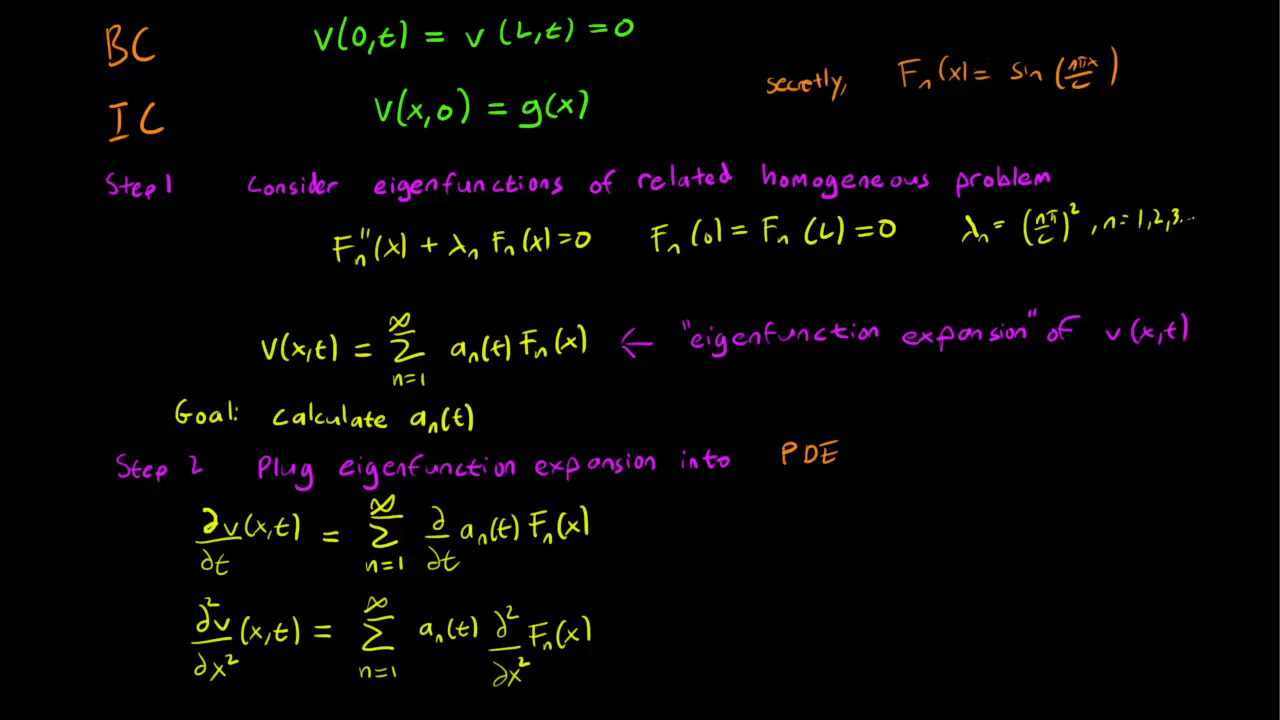 BC v(0,t) = v(L,t) = 0
secretly, Fₙ(x) = sin(nπx/L)
IC v(x,0) = g(x)
Step 1 Consider eigenfunctions of related homogeneous problem
Fₙ''(x) + λₙ Fₙ(x) = 0 Fₙ(0) = Fₙ(L) = 0 λₙ = (nπ/L)², n = 1,2,3...
v(x,t) = ∑_{n=1}^{∞} aₙ(t) Fₙ(x) ← "eigenfunction expansion" of v(x,t)
Goal: calculate aₙ(t)
Step 2 Plug eigenfunction expansion into PDE
∂v/∂t (x,t) = ∑_{n=1}^{∞} ∂/∂t aₙ(t) Fₙ(x)
∂²v/∂x² (x,t) = ∑_{n=1}^{∞} aₙ(t) ∂²/∂x² Fₙ(x)